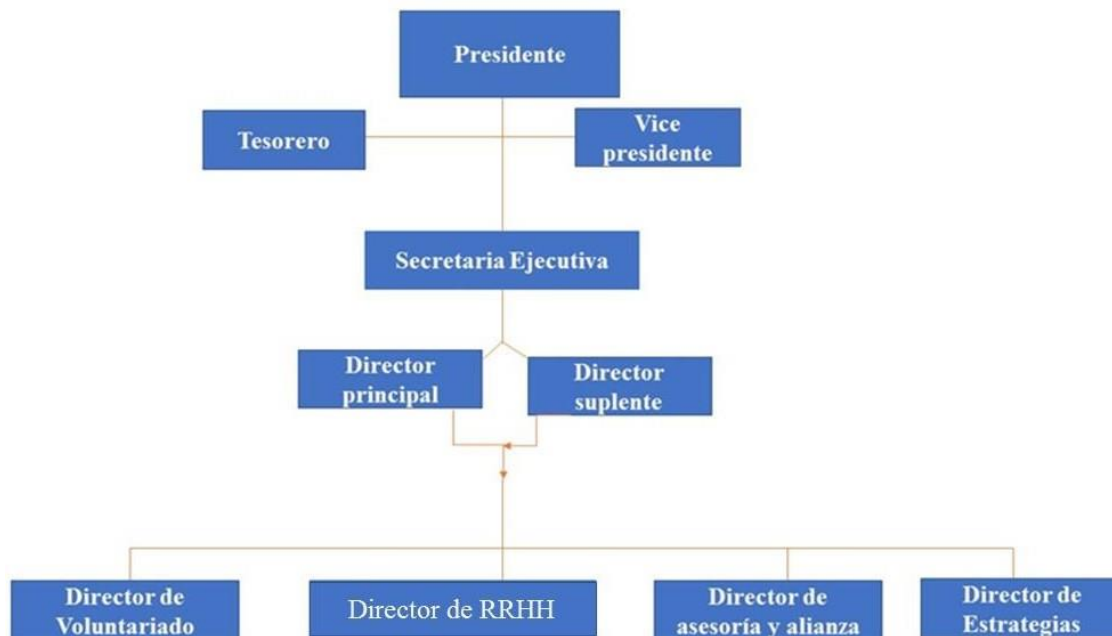 Presidente
Tesorero
Vice
presidente
Secretaria Ejecutiva
Director
principal
Director
suplente
Director de
Voluntariado
Director de RRHH
Director de
asesoría y alianza
Director de
Estrategias